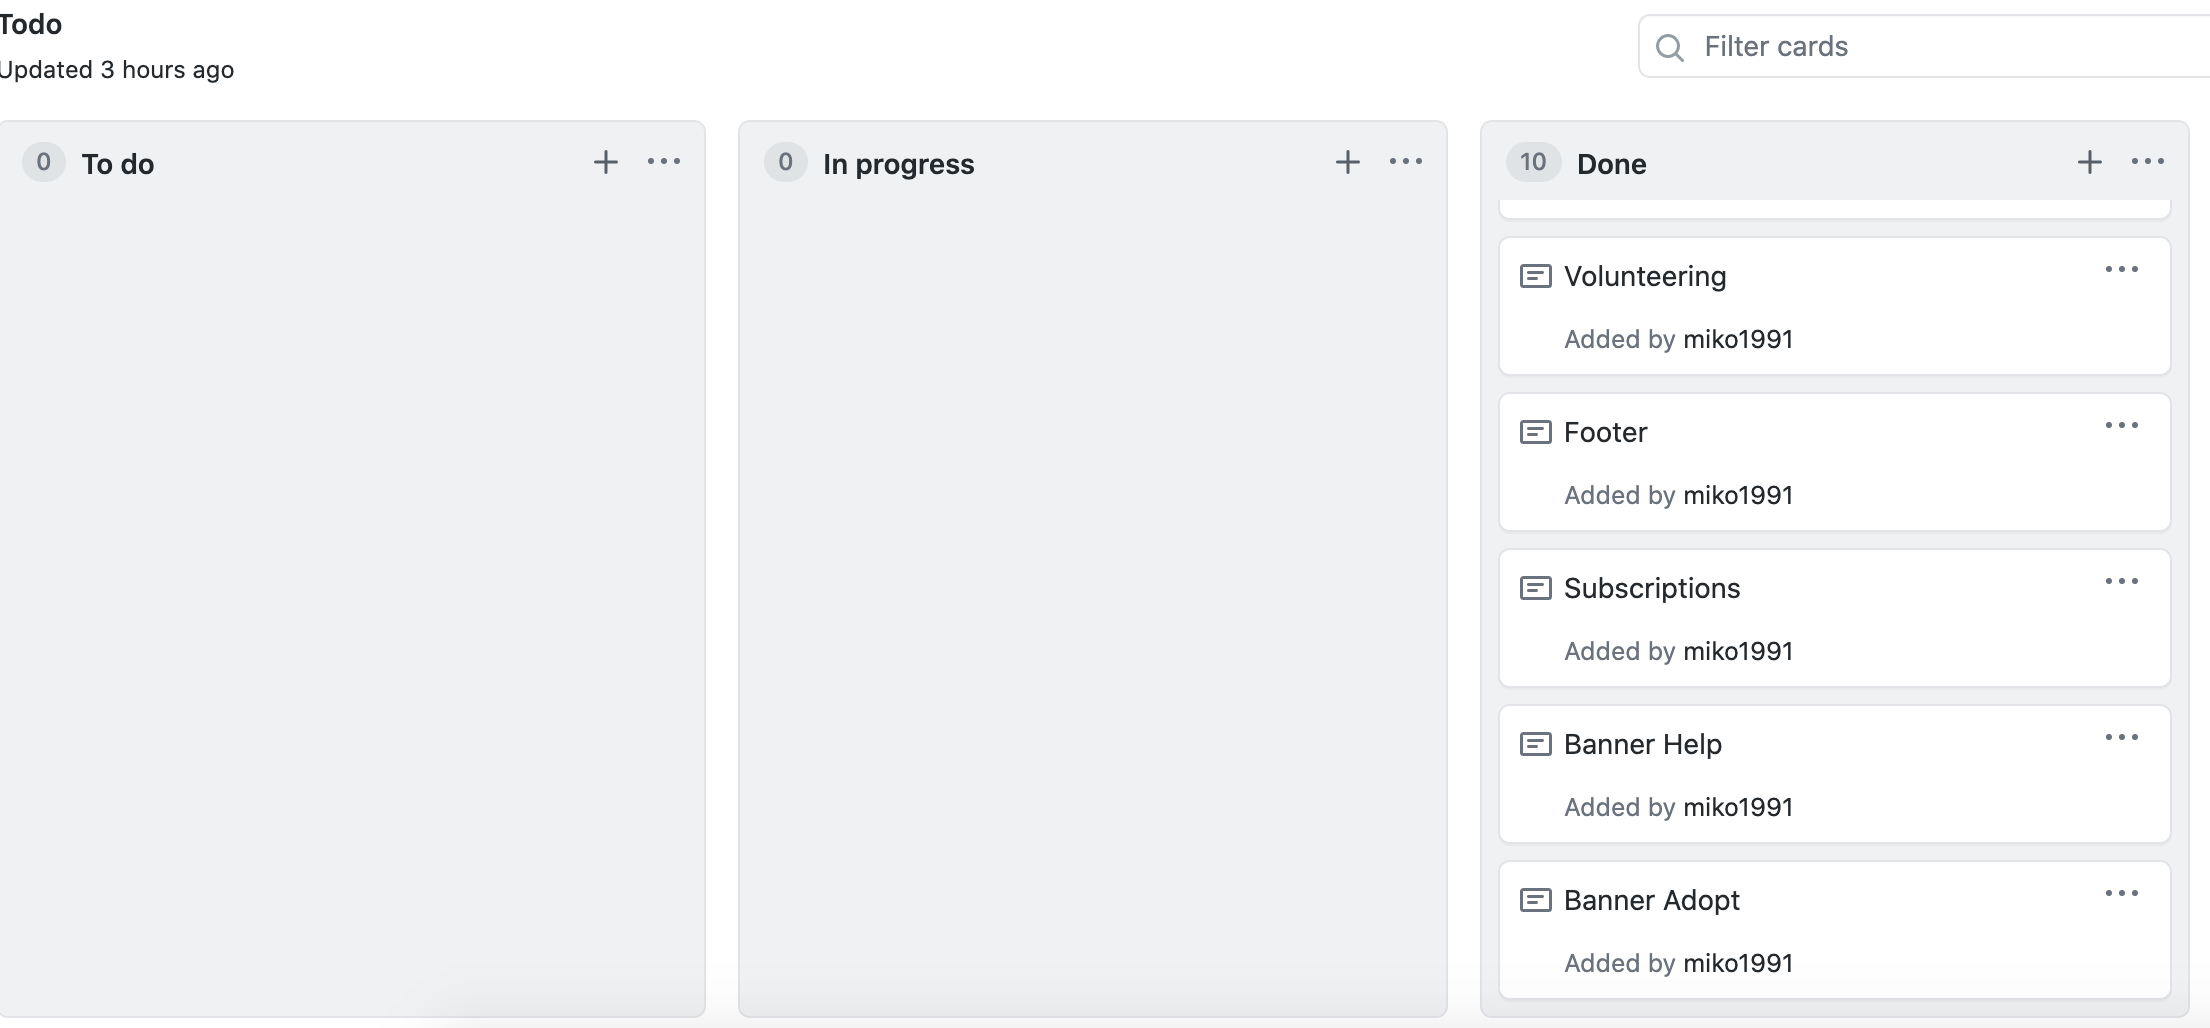 Todo
Updated 3 hours ago
Filter cards
0 To do
0 In progress
10 Done
Volunteering
Added by miko1991
Footer
Added by miko1991
Subscriptions
Added by miko1991
Banner Help
Added by miko1991
Banner Adopt
Added by miko1991